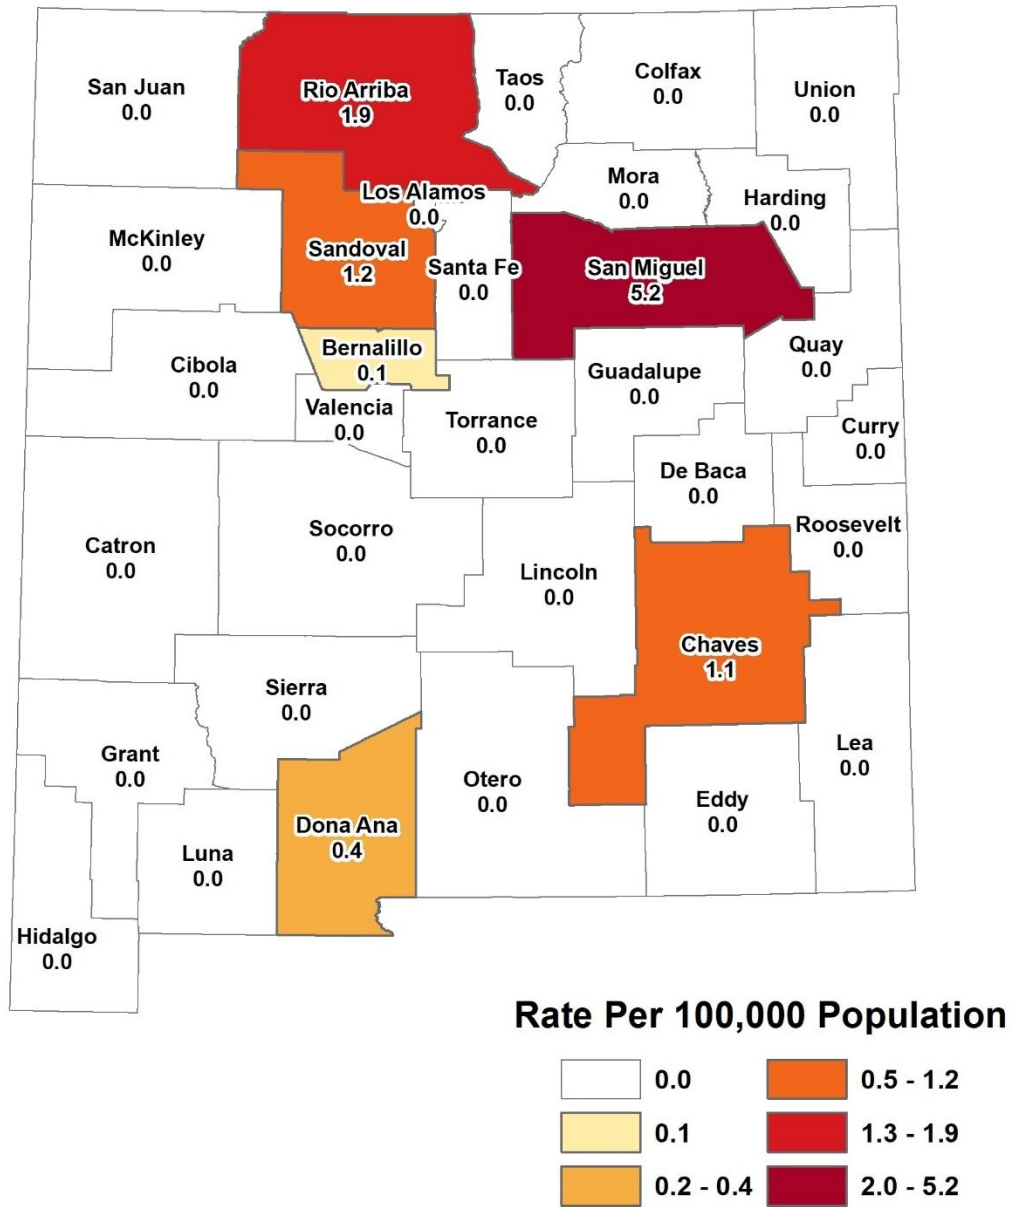 San Juan
0.0
Rio Arriba
1.9
Taos
0.0
Colfax
0.0
Union
0.0
Los Alamos
0.0
Mora
0.0
Harding
0.0
McKinley
0.0
Sandoval
1.2
Santa Fe
0.0
San Miguel
5.2
Cibola
0.0
Bernalillo
0.1
Valencia
0.0
Torrance
0.0
Guadalupe
0.0
Quay
0.0
Curry
0.0
De Baca
0.0
Roosevelt
0.0
Catron
0.0
Socorro
0.0
Lincoln
0.0
Chaves
1.1
Sierra
0.0
Grant
0.0
Luna
0.0
Dona Ana
0.4
Otero
0.0
Eddy
0.0
Lea
0.0
Hidalgo
0.0
Rate Per 100,000 Population
0.0
0.1
0.2 - 0.4
0.5 - 1.2
1.3 - 1.9
2.0 - 5.2